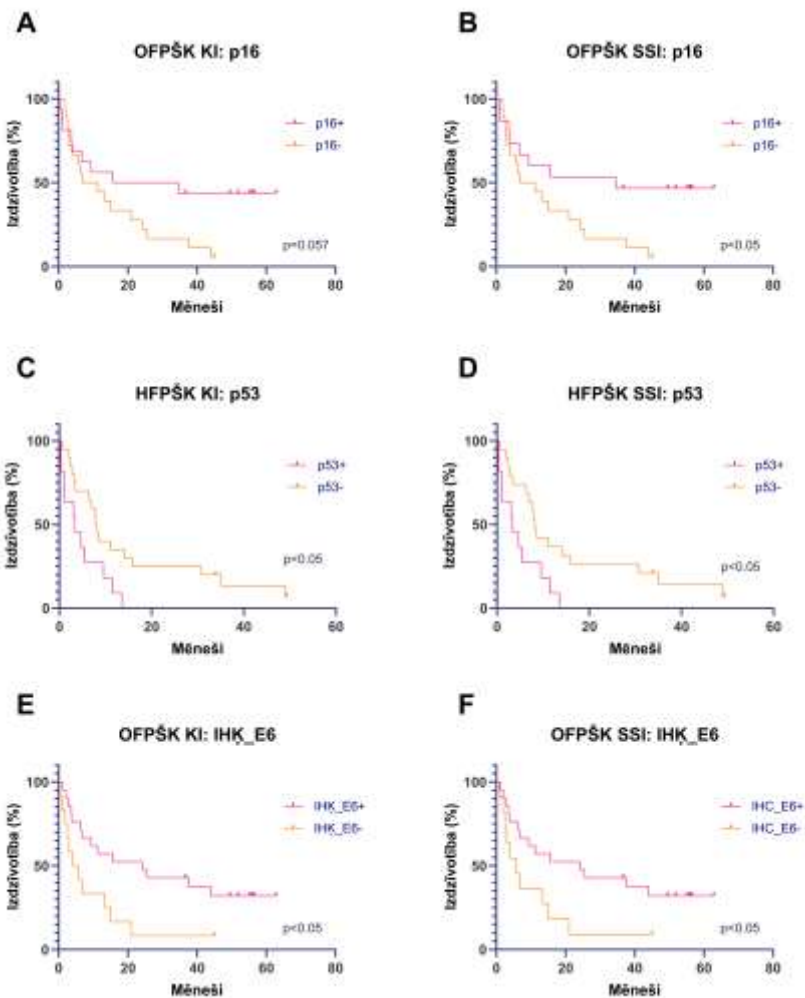 A
OFPŠK KI: p16
Izdzīvotība (%)
100
50
0
p16+
p16-
p=0.057
0 20 40 60 80
Mēneši
B
OFPŠK SSI: p16
Izdzīvotība (%)
100
50
0
p16+
p16-
p<0.05
0 20 40 60 80
Mēneši
C
HFPŠK KI: p53
Izdzīvotība (%)
100
50
0
p53+
p53-
p<0.05
0 20 40 60
Mēneši
D
HFPŠK SSI: p53
Izdzīvotība (%)
100
50
0
p53+
p53-
p<0.05
0 20 40 60
Mēneši
E
OFPŠK KI: IHĶ_E6
Izdzīvotība (%)
100
50
0
IHĶ_E6+
IHĶ_E6-
p<0.05
0 20 40 60 80
Mēneši
F
OFPŠK SSI: IHĶ_E6
Izdzīvotība (%)
100
50
0
IHC_E6+
IHC_E6-
p<0.05
0 20 40 60 80
Mēneši